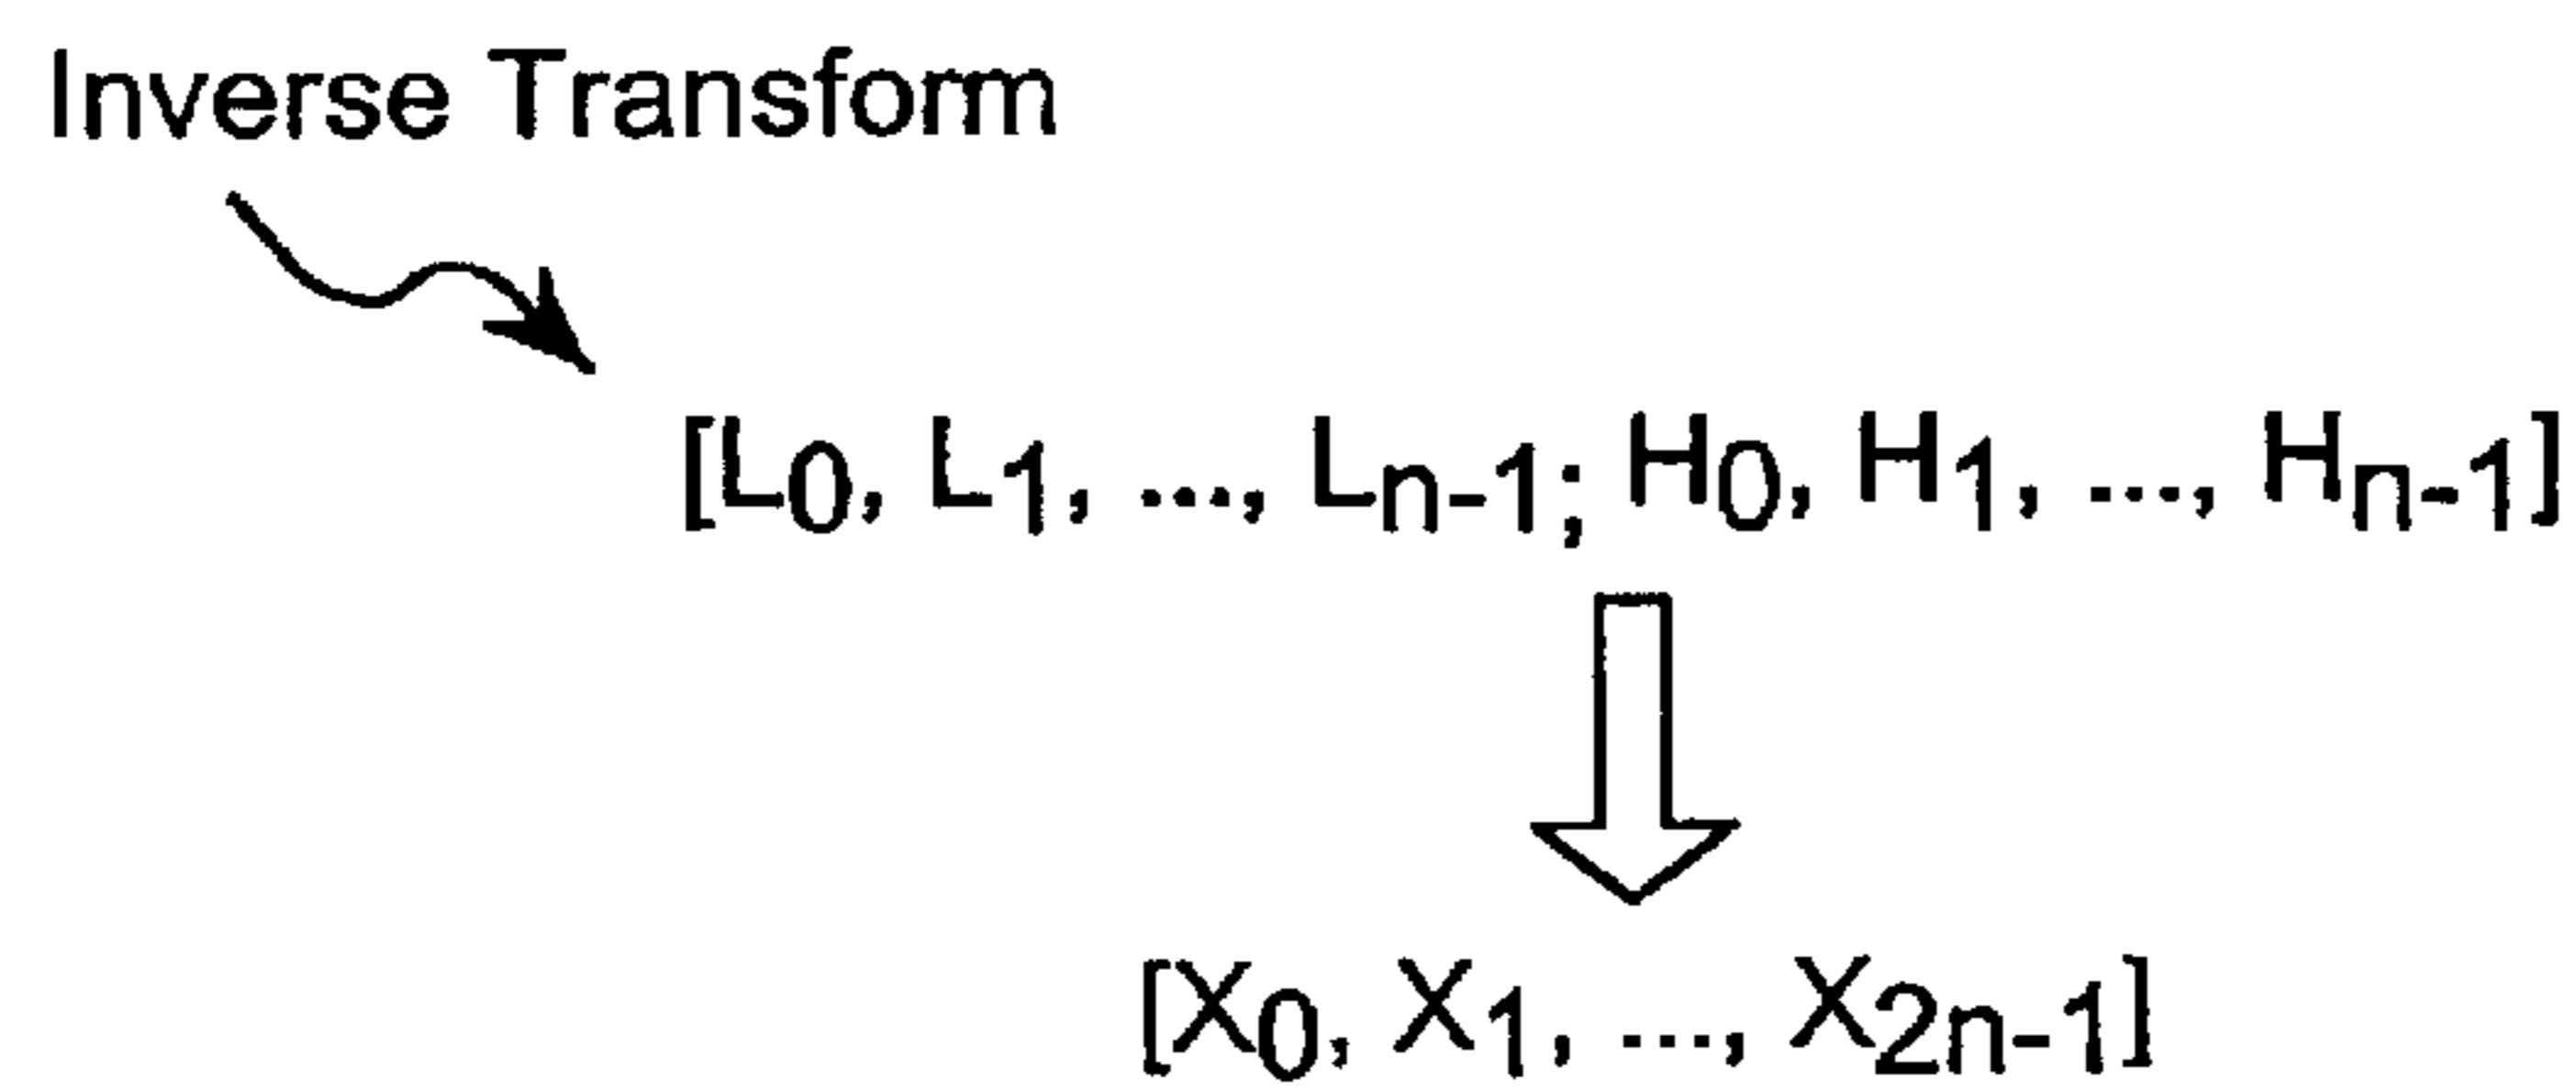 Inverse Transform
[L0, L1, ..., Ln-1; H0, H1, ..., Hn-1]
[X0, X1, ..., X2n-1]